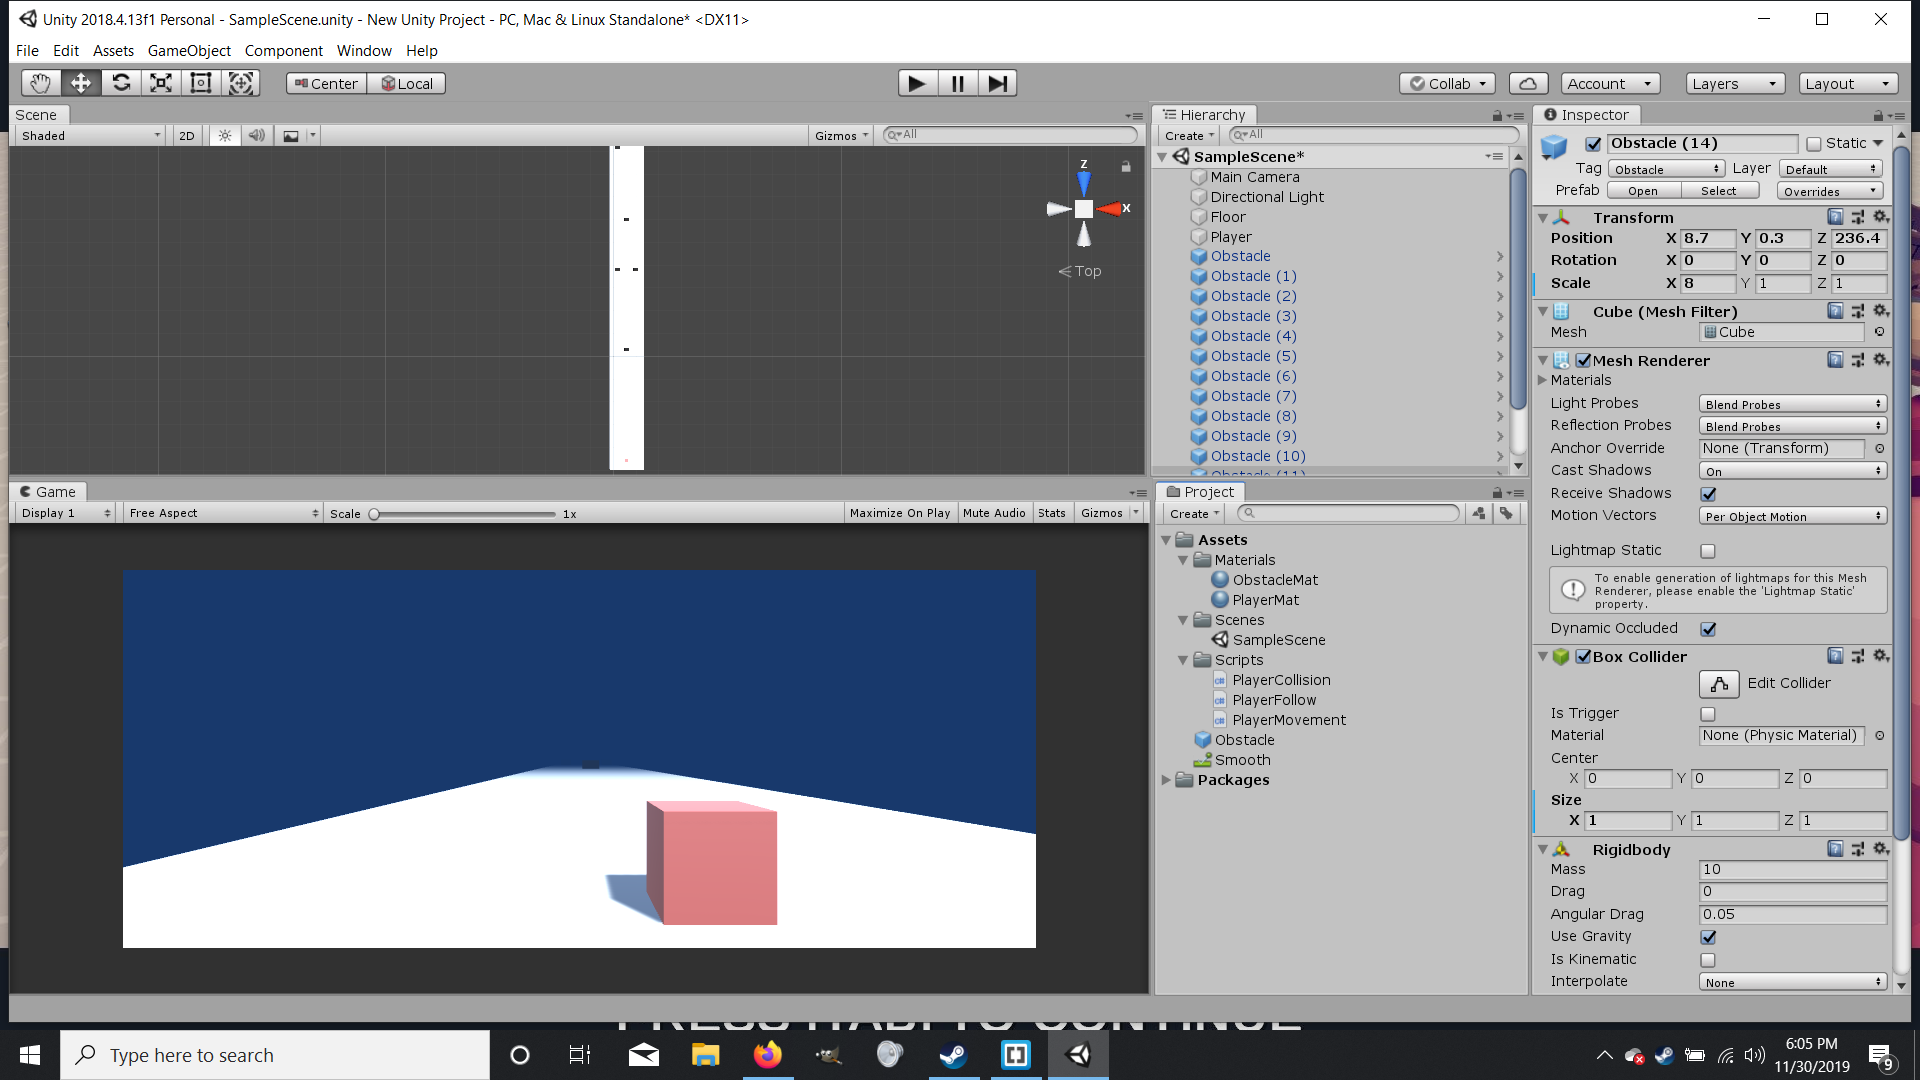 Unity 2018.4.13f1 Personal - SampleScene.unity - New Unity Project - PC, Mac & Linux Standalone* <DX11>
File Edit Assets GameObject Component Window Help
Center Local Collab Account Layers Layout
Scene
Shaded 2D Gizmos All
z
x
Top
Hierarchy
Create All
SampleScene*
Main Camera
Directional Light
Floor
Player
Obstacle
Obstacle (1)
Obstacle (2)
Obstacle (3)
Obstacle (4)
Obstacle (5)
Obstacle (6)
Obstacle (7)
Obstacle (8)
Obstacle (9)
Obstacle (10)
Obstacle (11)
Inspector
Obstacle (14) Static
Tag Obstacle Layer Default
Prefab Open Select Overrides
Transform
Position X 8.7 Y 0.3 Z 236.4
Rotation X 0 Y 0 Z 0
Scale X 8 Y 1 Z 1
Cube (Mesh Filter)
Mesh Cube
Mesh Renderer
Materials
Light Probes Blend Probes
Reflection Probes Blend Probes
Anchor Override None (Transform)
Cast Shadows On
Receive Shadows
Motion Vectors Per Object Motion
Lightmap Static
To enable generation of lightmaps for this Mesh
Renderer, please enable the 'Lightmap Static'
property.
Dynamic Occluded
Box Collider
Edit Collider
Is Trigger
Material None (Physic Material)
Center
X 0 Y 0 Z 0
Size
X 1 Y 1 Z 1
Rigidbody
Mass 10
Drag 0
Angular Drag 0.05
Use Gravity
Is Kinematic
Interpolate None
Game
Display 1 Free Aspect Scale 1x Maximize On Play Mute Audio Stats Gizmos
Project
Create
Assets
Materials
ObstacleMat
PlayerMat
Scenes
SampleScene
Scripts
PlayerCollision
PlayerFollow
PlayerMovement
Obstacle
Smooth
Packages
PRESS [TAB] TO CONTINUE
Type here to search
6:05 PM
11/30/2019
9